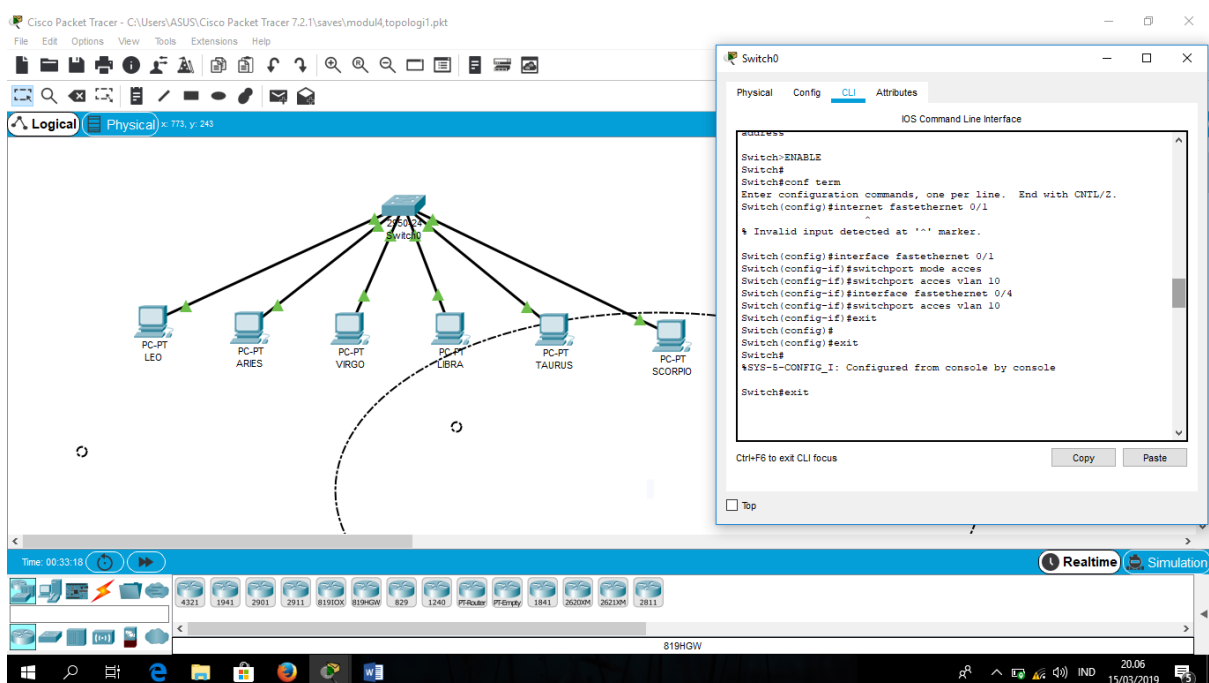 Cisco Packet Tracer - C:\Users\ASUS\Cisco Packet Tracer 7.2.1\saves\modul4,topologi1.pkt
File Edit Options View Tools Extensions Help
Logical Physical x: 773, y: 243
2950-24
Switch0
PC-PT
LEO
PC-PT
ARIES
PC-PT
VIRGO
PC-PT
LIBRA
PC-PT
TAURUS
PC-PT
SCORPIO
Switch0
Physical Config CLI Attributes
IOS Command Line Interface
address
Switch>ENABLE
Switch#
Switch#conf term
Enter configuration commands, one per line. End with CNTL/Z.
Switch(config)#internet fastethernet 0/1
^
% Invalid input detected at '^' marker.
Switch(config)#interface fastethernet 0/1
Switch(config-if)#switchport mode acces
Switch(config-if)#switchport acces vlan 10
Switch(config-if)#interface fastethernet 0/4
Switch(config-if)#switchport acces vlan 10
Switch(config-if)#exit
Switch(config)#
Switch(config)#exit
Switch#
%SYS-5-CONFIG_I: Configured from console by console
Switch#exit
Ctrl+F6 to exit CLI focus
Copy Paste
Top
Time: 00:33:18
Realtime Simulation
4321 1941 2901 2911 819IOX 819HGW 829 1240 PT-Router PT-Empty 1841 2620XM 2621XM 2811
819HGW
IND
20.06
15/03/2019
5